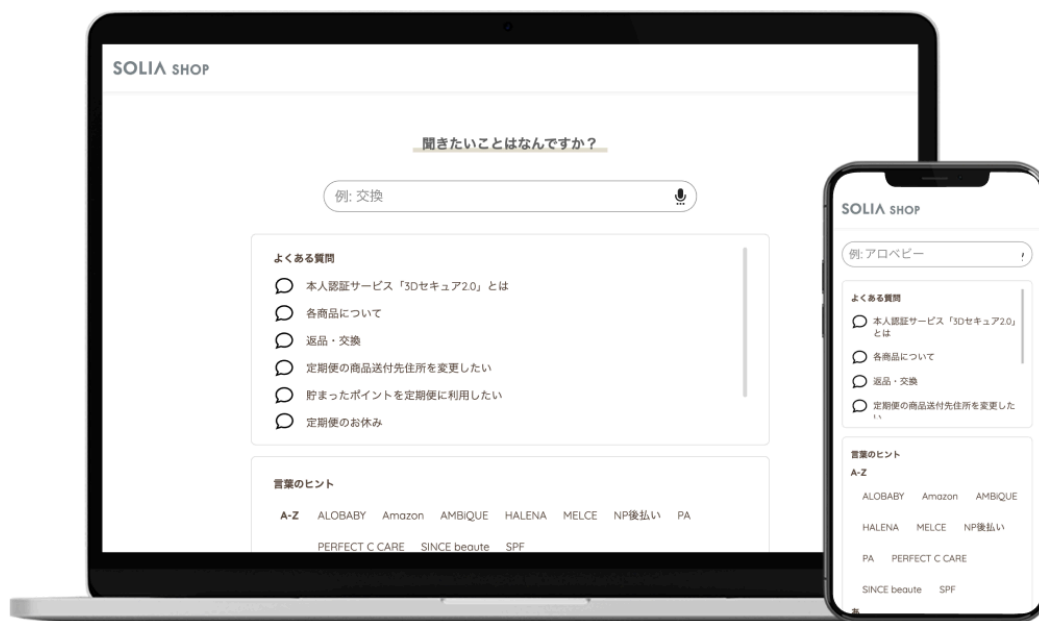 SOLIA SHOP
聞きたいことはなんですか？
例: 交換
よくある質問
本人認証サービス「3Dセキュア2.0」とは
各商品について
返品・交換
定期便の商品送付先住所を変更したい
貯まったポイントを定期便に利用したい
定期便のお休み
言葉のヒント
A-Z ALOBABY Amazon AMBiQUE HALENA MELCE NP後払い PA
PERFECT C CARE SINCE beaute SPF
SOLIA SHOP
例: アロベビー
よくある質問
本人認証サービス「3Dセキュア2.0」
とは
各商品について
返品・交換
定期便の商品送付先住所を変更した
い
言葉のヒント
A-Z
ALOBABY Amazon AMBiQUE
HALENA MELCE NP後払い
PA PERFECT C CARE
SINCE beaute SPF
あ